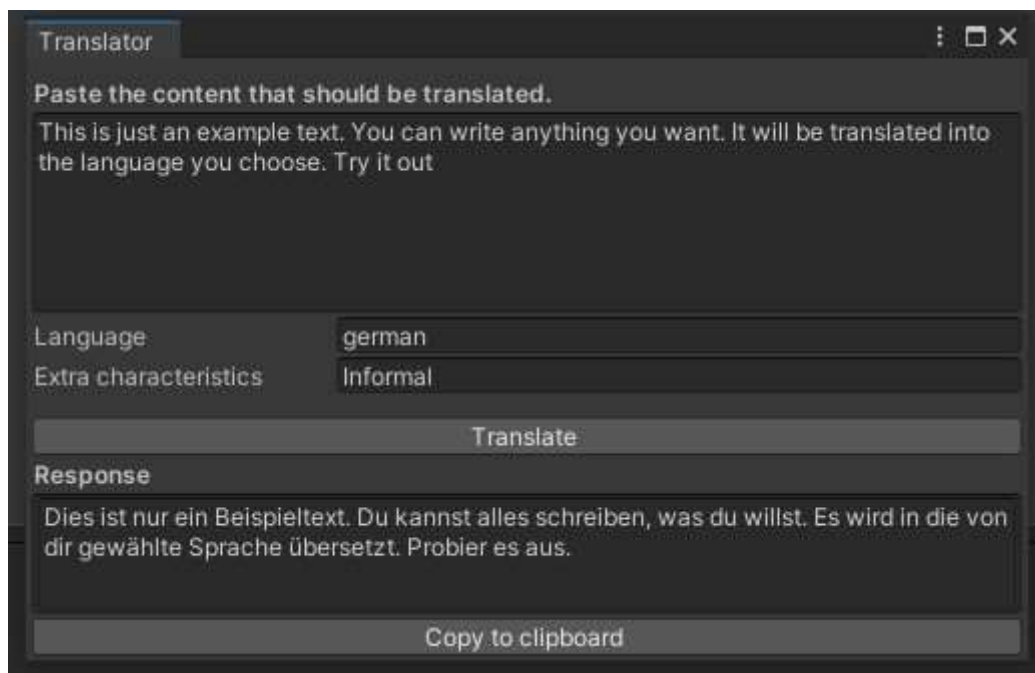 Translator
Paste the content that should be translated.
This is just an example text. You can write anything you want. It will be translated into
the language you choose. Try it out
Language
german
Extra characteristics
Informal
Translate
Response
Dies ist nur ein Beispieltext. Du kannst alles schreiben, was du willst. Es wird in die von
dir gewählte Sprache übersetzt. Probier es aus.
Copy to clipboard